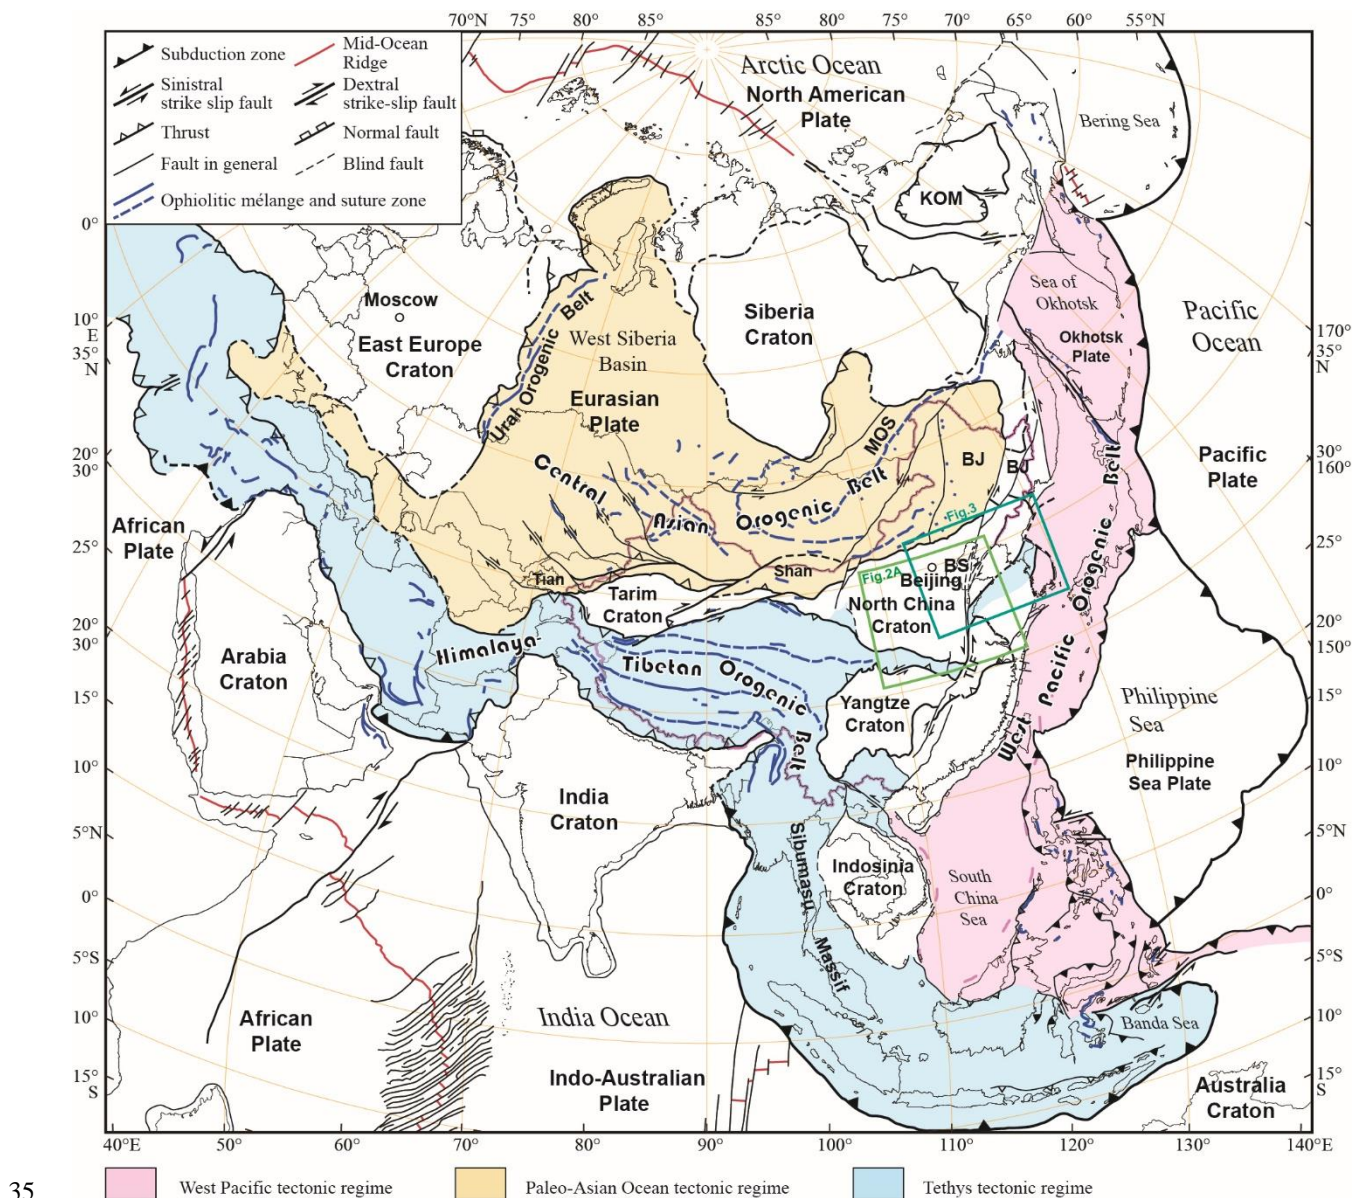 70°N 75° 80° 85° 85° 80° 75° 70° 65° 60° 55°N
Subduction zone
Mid-Ocean
Ridge
Sinistral
strike slip fault
Dextral
strike-slip fault
Thrust
Normal fault
Fault in general
Blind fault
Ophiolitic mélange and suture zone
Arctic Ocean
North American
Plate
Bering Sea
KOM
0°
Moscow
East Europe
Craton
Urah Orogenic Belt
West Siberia
Basin
Eurasian
Plate
Siberia
Craton
Sea of
Okhotsk
Okhotsk
Plate
Pacific
Ocean
10°
E
35°
N
170°
35°
N
Central Asian Orogenic Belt
MOS
BJ
BJ
Pacific
Plate
20°
30°
30°
160°
African
Plate
Fig.3
Fig.2A
BS
Beijing
North China
Craton
25°
25°
Tian
Shan
Tarim
Craton
West Pacific Orogenic Belt
20°
30°
20°
150°
Arabia
Craton
Himalaya-
Tibetan Orogenic Belt
Yangtze
Craton
TLF
Philippine
Sea
Philippine
Sea Plate
15°
15°
10°
10°
India
Craton
Sibumasu
Massif
Indosinia
Craton
South
China
Sea
5°N
5°N
0°
0°
5°S
5°S
African
Plate
India Ocean
Banda Sea
10°
10°
Indo-Australian
Plate
Australia
Craton
15°
S
15°
S
40°E 50° 60° 70° 80° 90° 100° 110° 120° 130° 140°E
35
West Pacific tectonic regime
Paleo-Asian Ocean tectonic regime
Tethys tectonic regime